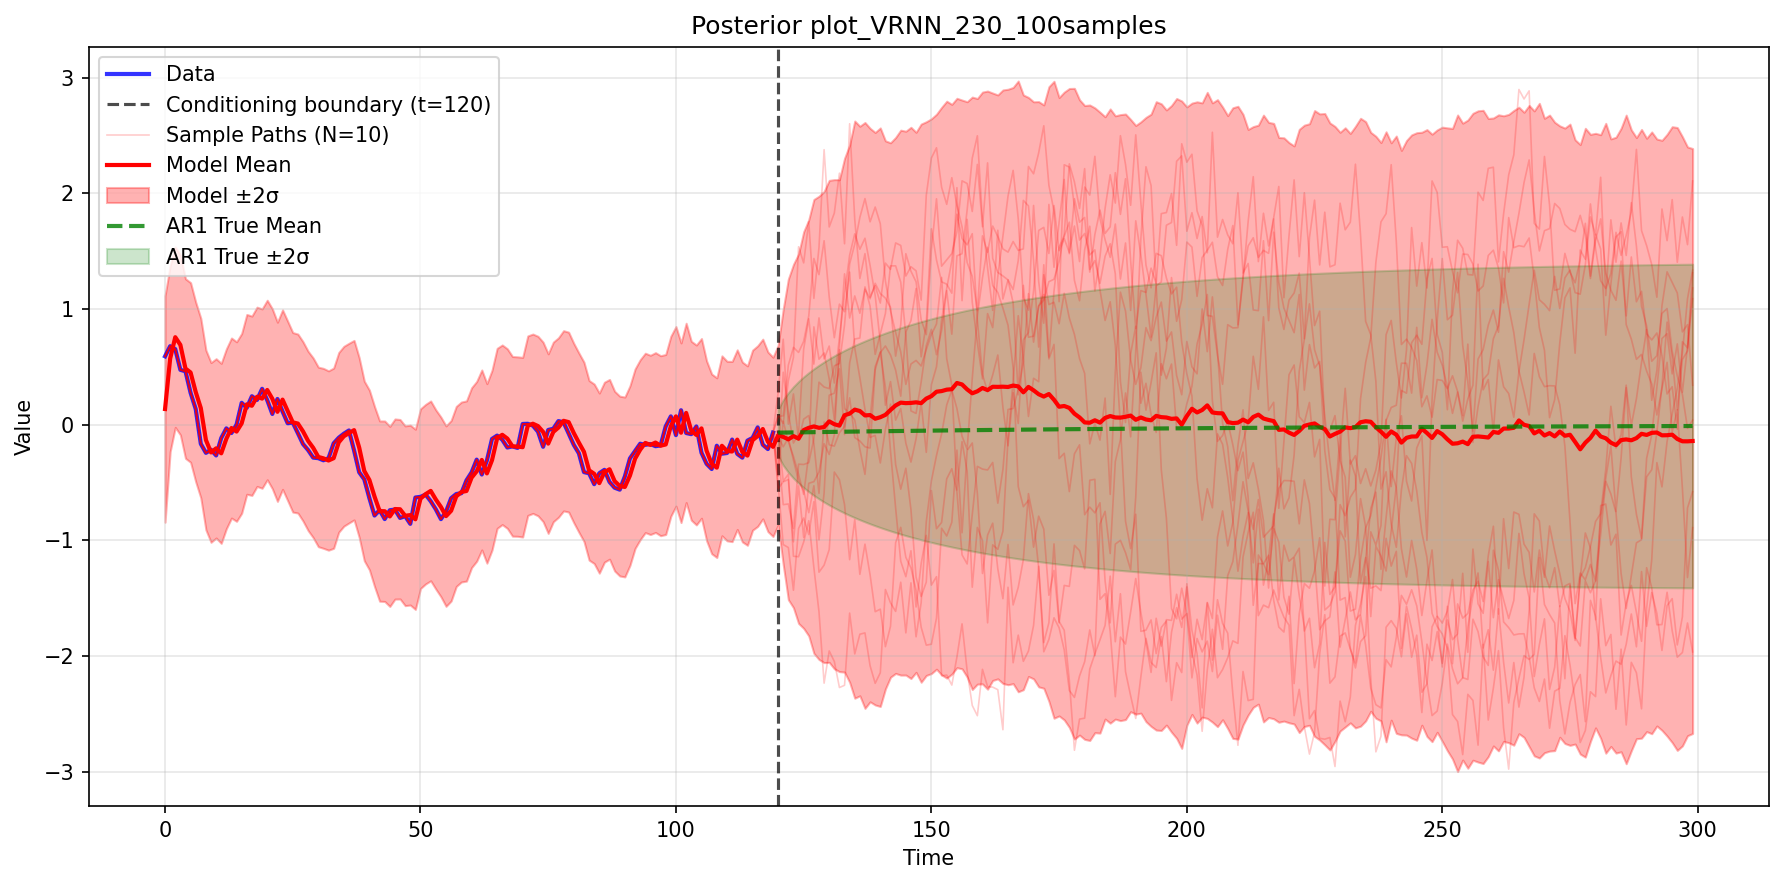 Posterior plot_VRNN_230_100samples
Data
Conditioning boundary (t=120)
Sample Paths (N=10)
Model Mean
Model ±2σ
AR1 True Mean
AR1 True ±2σ
Value
3
2
1
0
−1
−2
−3
0
50
100
150
200
250
300
Time